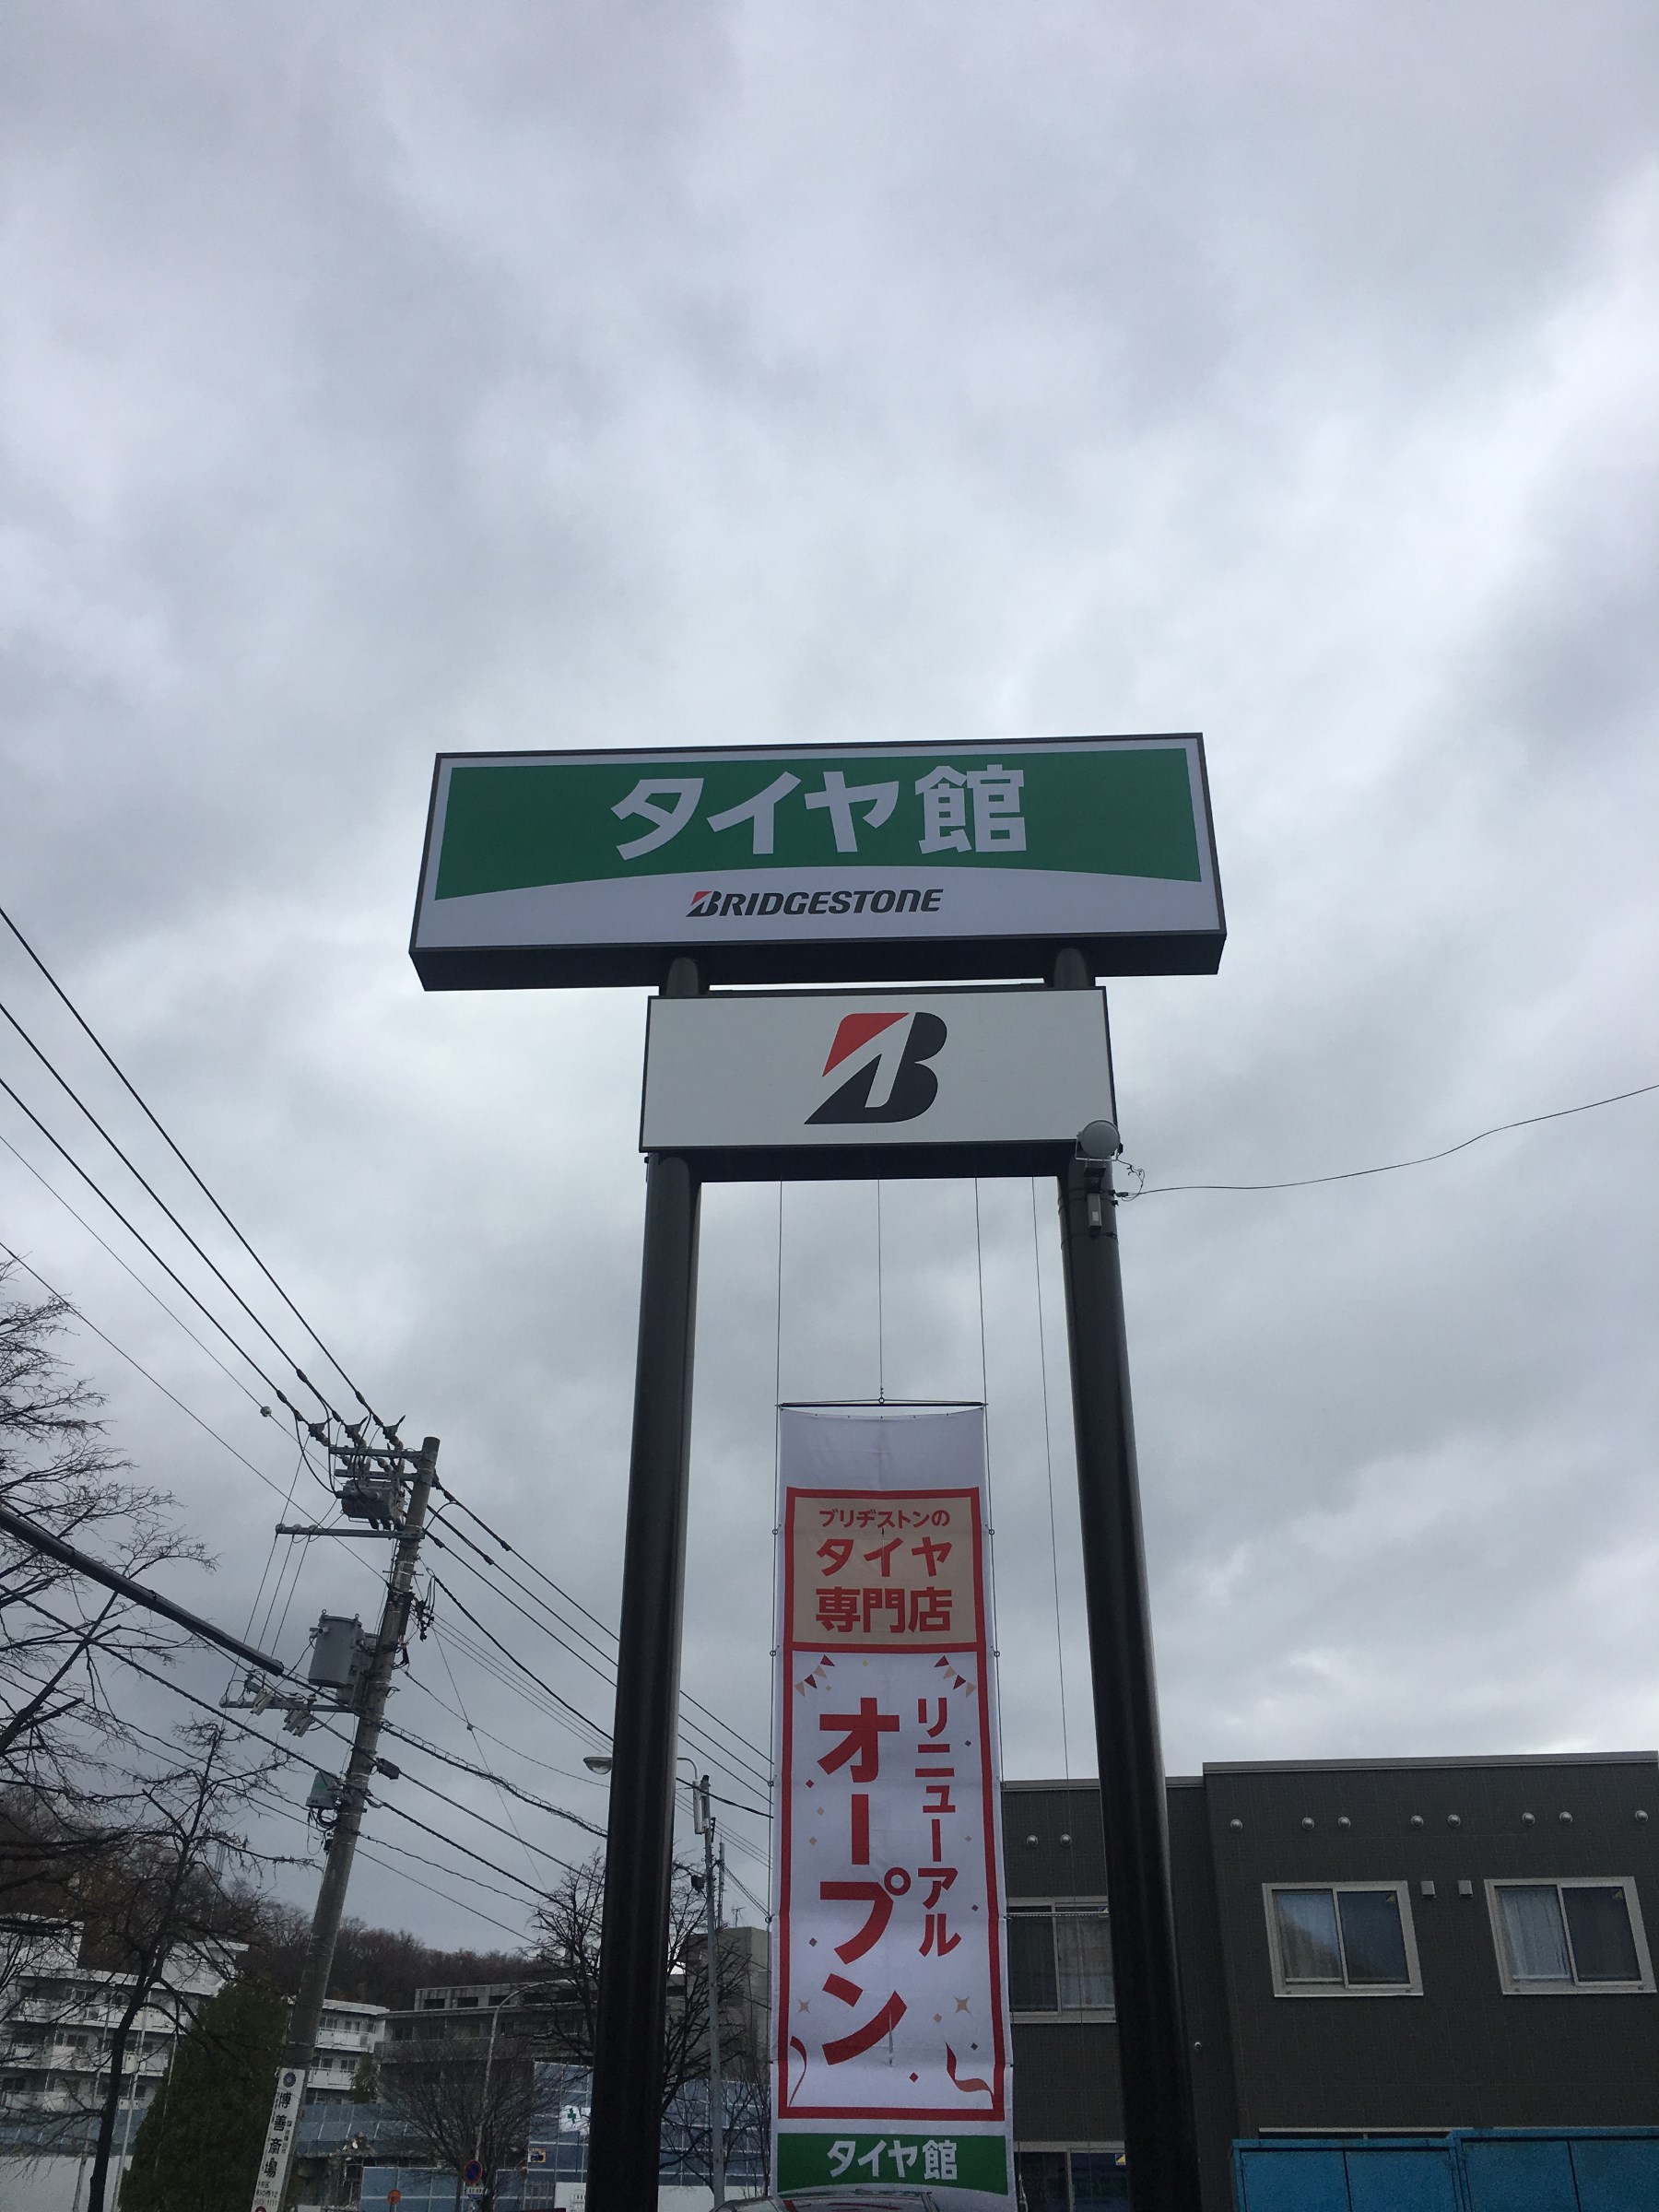 タイヤ館
BRIDGESTONE
B
ブリヂストンの
タイヤ
専門店
リニューアル
オープン
タイヤ館
博善斎場